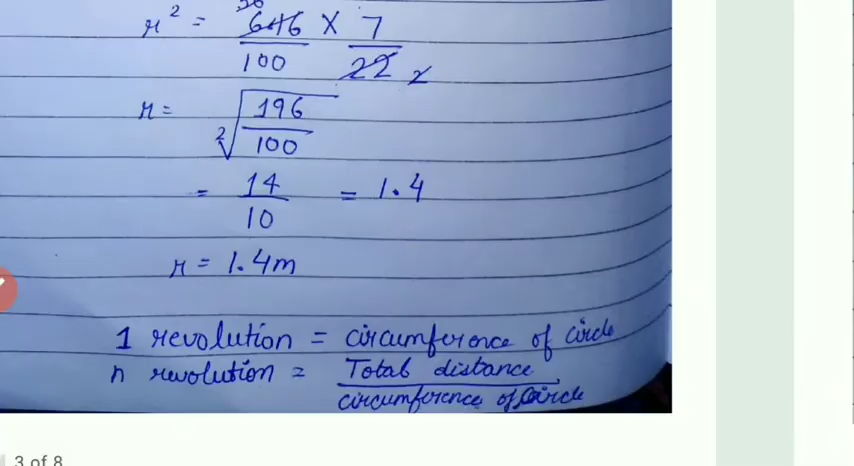 r² = 616/100 × 7/22 2
r = ²√196/100
= 14/10 = 1.4
r = 1.4m
1 revolution = circumference of circle
n revolution = Total distance / circumference of circle
3 of 8